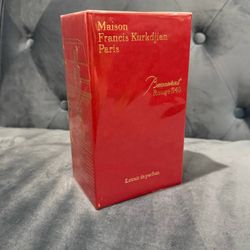 Maison
Francis Kurkdjian
Paris
Baccarat
Rouge 540
Extrait de parfum